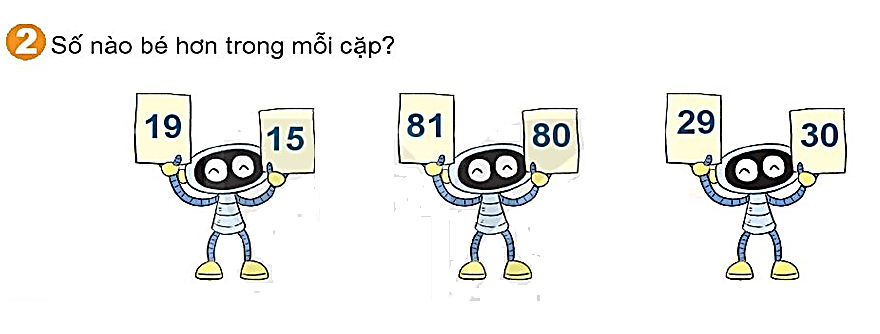 2 Số nào bé hơn trong mỗi cặp?
19 15 81 80 29 30